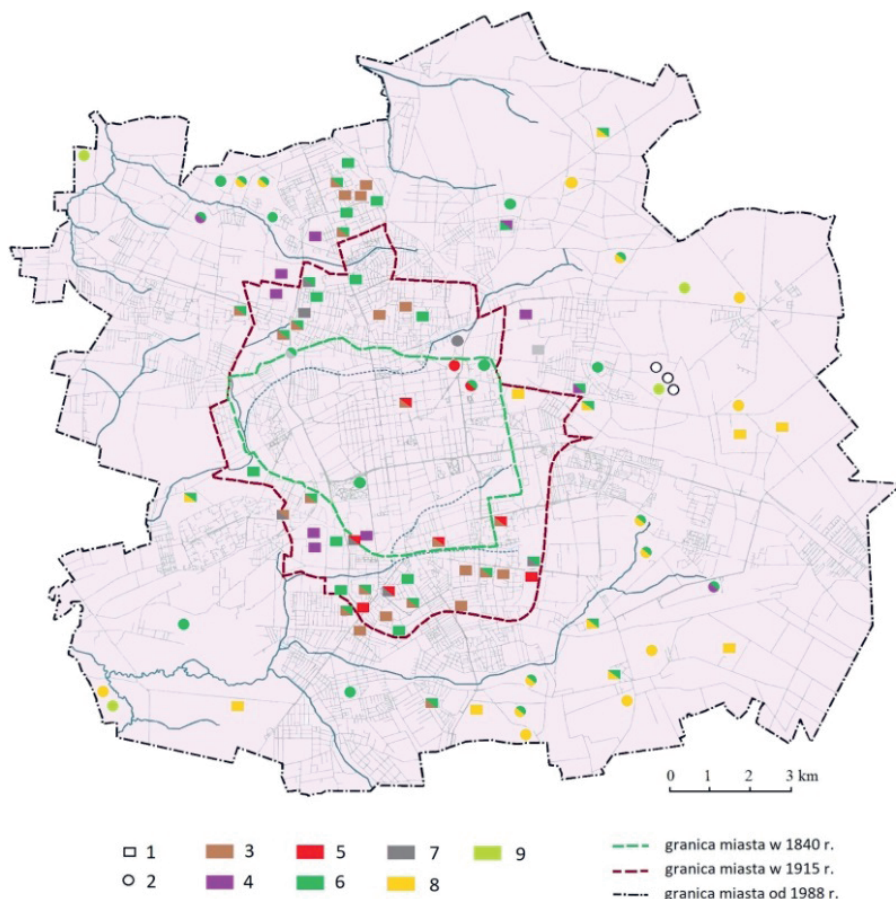 0 1 2 3 km
1 3 5 7 9
granica miasta w 1840 r.
granica miasta w 1915 r.
2 4 6 8
granica miasta od 1988 r.